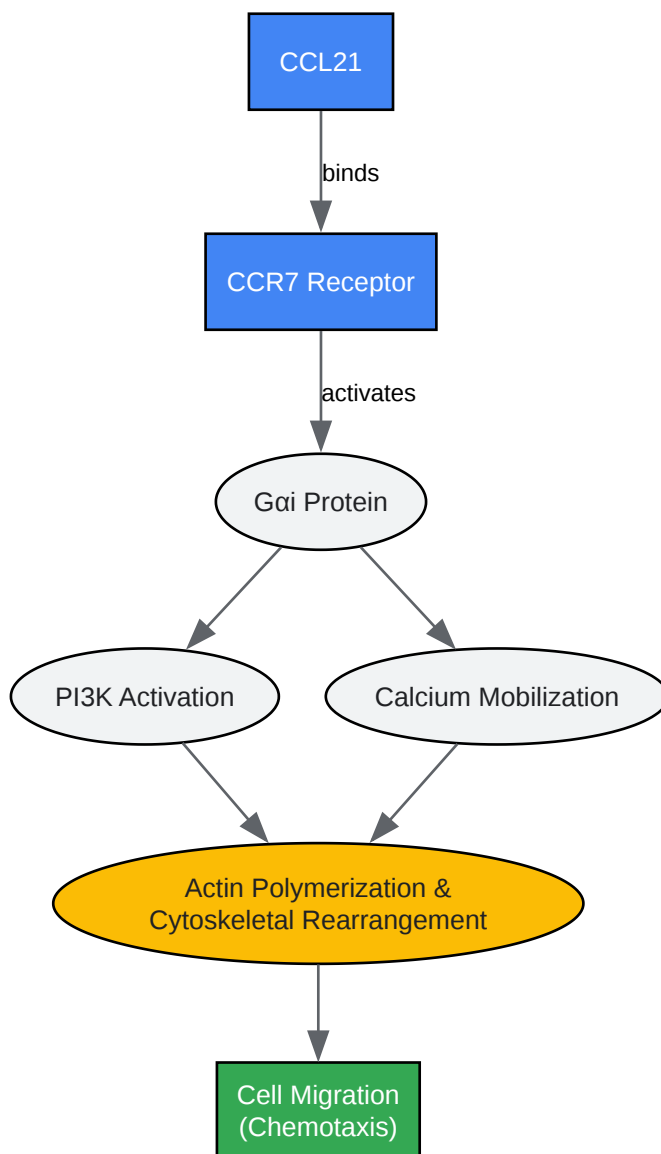 CCL21
binds
CCR7 Receptor
activates
Gαi Protein
PI3K Activation
Calcium Mobilization
Actin Polymerization &
Cytoskeletal Rearrangement
Cell Migration
(Chemotaxis)